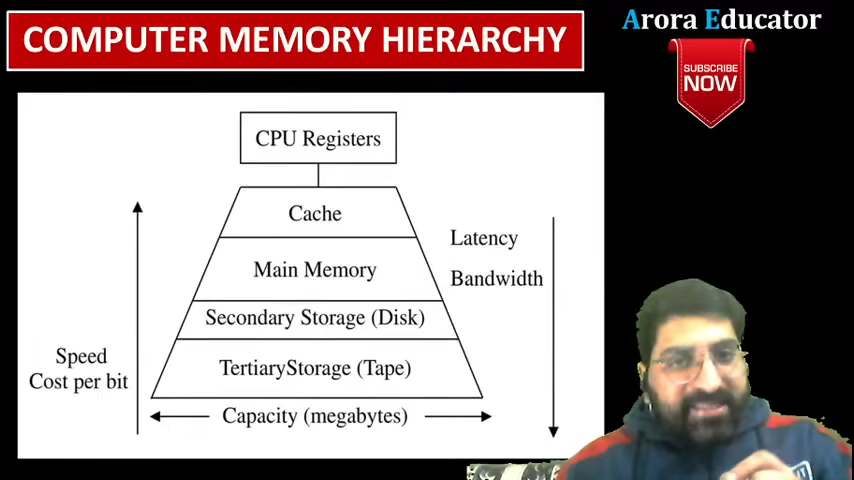 COMPUTER MEMORY HIERARCHY
Arora Educator
SUBSCRIBE
NOW
CPU Registers
Cache
Main Memory
Secondary Storage (Disk)
TertiaryStorage (Tape)
Capacity (megabytes)
Speed
Cost per bit
Latency
Bandwidth